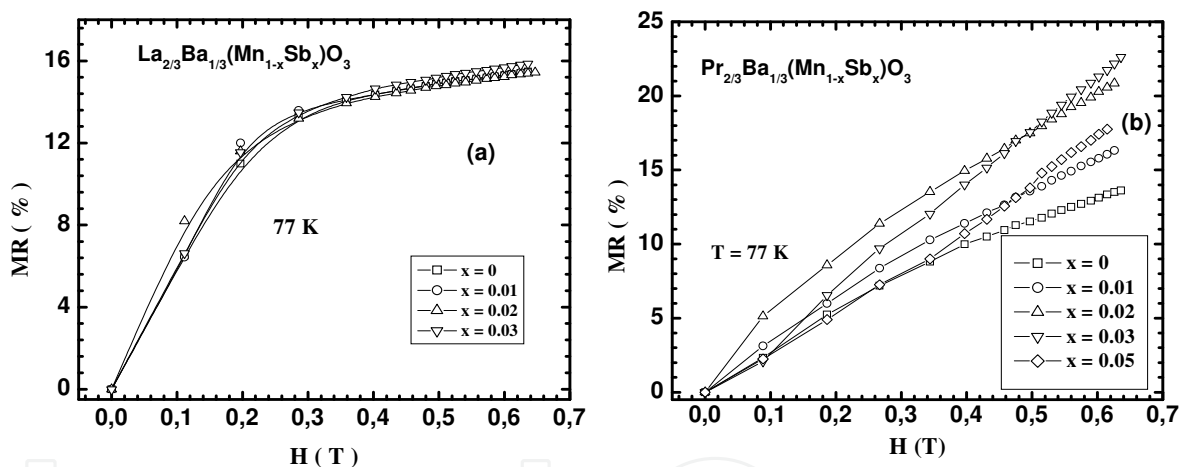 La2/3Ba1/3(Mn1-xSbx)O3
(a)
77 K
x = 0
x = 0.01
x = 0.02
x = 0.03
MR ( % )
16
12
8
4
0
0,0 0,1 0,2 0,3 0,4 0,5 0,6 0,7
H ( T )
Pr2/3Ba1/3(Mn1-xSbx)O3
(b)
T = 77 K
x = 0
x = 0.01
x = 0.02
x = 0.03
x = 0.05
MR (%)
25
20
15
10
5
0
0,0 0,1 0,2 0,3 0,4 0,5 0,6 0,7
H (T)